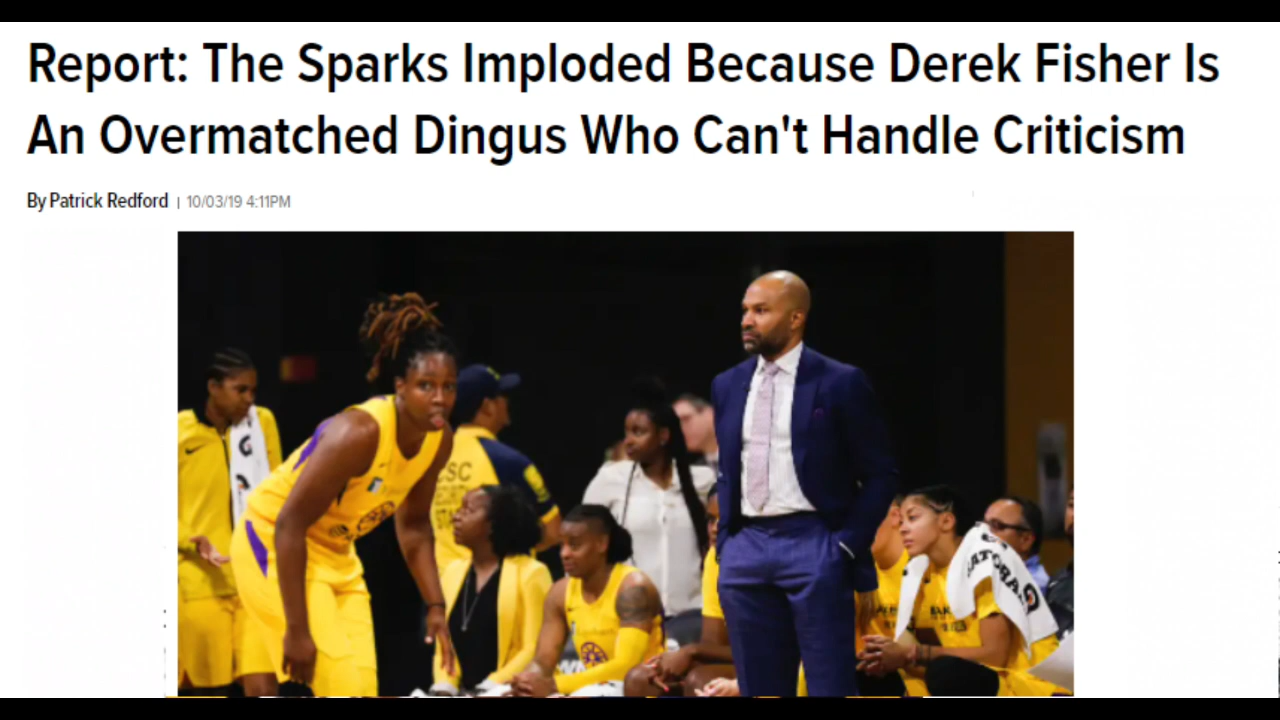 Report: The Sparks Imploded Because Derek Fisher Is
An Overmatched Dingus Who Can't Handle Criticism
By Patrick Redford | 10/03/19 4:11PM
CSC